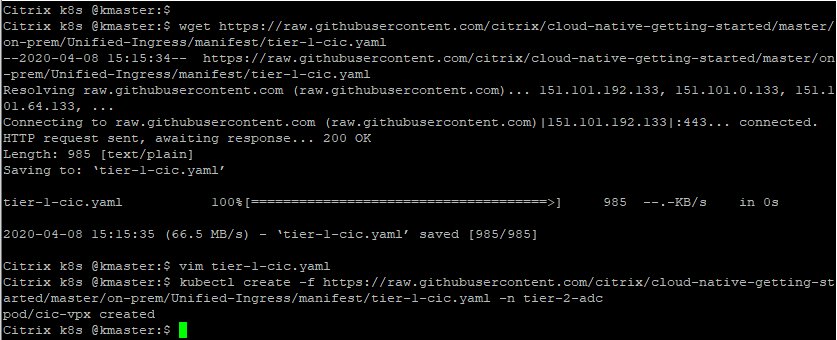 Citrix k8s @kmaster:$
Citrix k8s @kmaster:$ wget https://raw.githubusercontent.com/citrix/cloud-native-getting-started/master/
on-prem/Unified-Ingress/manifest/tier-1-cic.yaml
--2020-04-08 15:15:34--  https://raw.githubusercontent.com/citrix/cloud-native-getting-started/master/on
-prem/Unified-Ingress/manifest/tier-1-cic.yaml
Resolving raw.githubusercontent.com (raw.githubusercontent.com)... 151.101.192.133, 151.101.0.133, 151.1
01.64.133, ...
Connecting to raw.githubusercontent.com (raw.githubusercontent.com)|151.101.192.133|:443... connected.
HTTP request sent, awaiting response... 200 OK
Length: 985 [text/plain]
Saving to: ‘tier-1-cic.yaml’
tier-1-cic.yaml 100%[=====================================>] 985 --.-KB/s in 0s
2020-04-08 15:15:35 (66.5 MB/s) - ‘tier-1-cic.yaml’ saved [985/985]
Citrix k8s @kmaster:$ vim tier-1-cic.yaml
Citrix k8s @kmaster:$ kubectl create -f https://raw.githubusercontent.com/citrix/cloud-native-getting-st
arted/master/on-prem/Unified-Ingress/manifest/tier-1-cic.yaml -n tier-2-adc
pod/cic-vpx created
Citrix k8s @kmaster:$